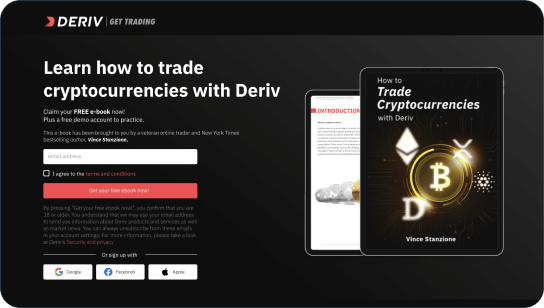 DERIV | GET TRADING
Learn how to trade
cryptocurrencies with Deriv
Claim your FREE e-book now!
Plus a free demo account to practice.
This e-book has been brought to you by a veteran online trader and New York Times
bestselling author, Vince Stanzione.
email address
I agree to the terms and conditions
Get your free ebook now!
By pressing "Get your free ebook now!", you confirm that you are
18 or older. You understand that we may use your email address
to send you information about Deriv products and services as well
as market news. You can always unsubscribe from these emails
in your account settings. For more information, please take a look
at Deriv's Security and privacy
Or sign up with
Google
Facebook
Apple
INTRODUCTION
How to
Trade
Cryptocurrencies
with Deriv
Vince Stanzione